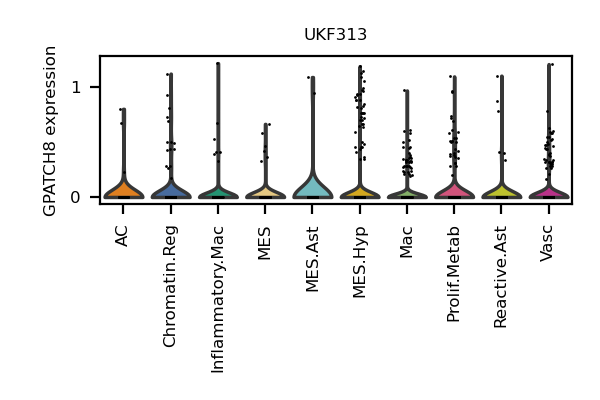 UKF313
GPATCH8 expression
1
0
AC
Chromatin.Reg
Inflammatory.Mac
MES
MES.Ast
MES.Hyp
Mac
Prolif.Metab
Reactive.Ast
Vasc